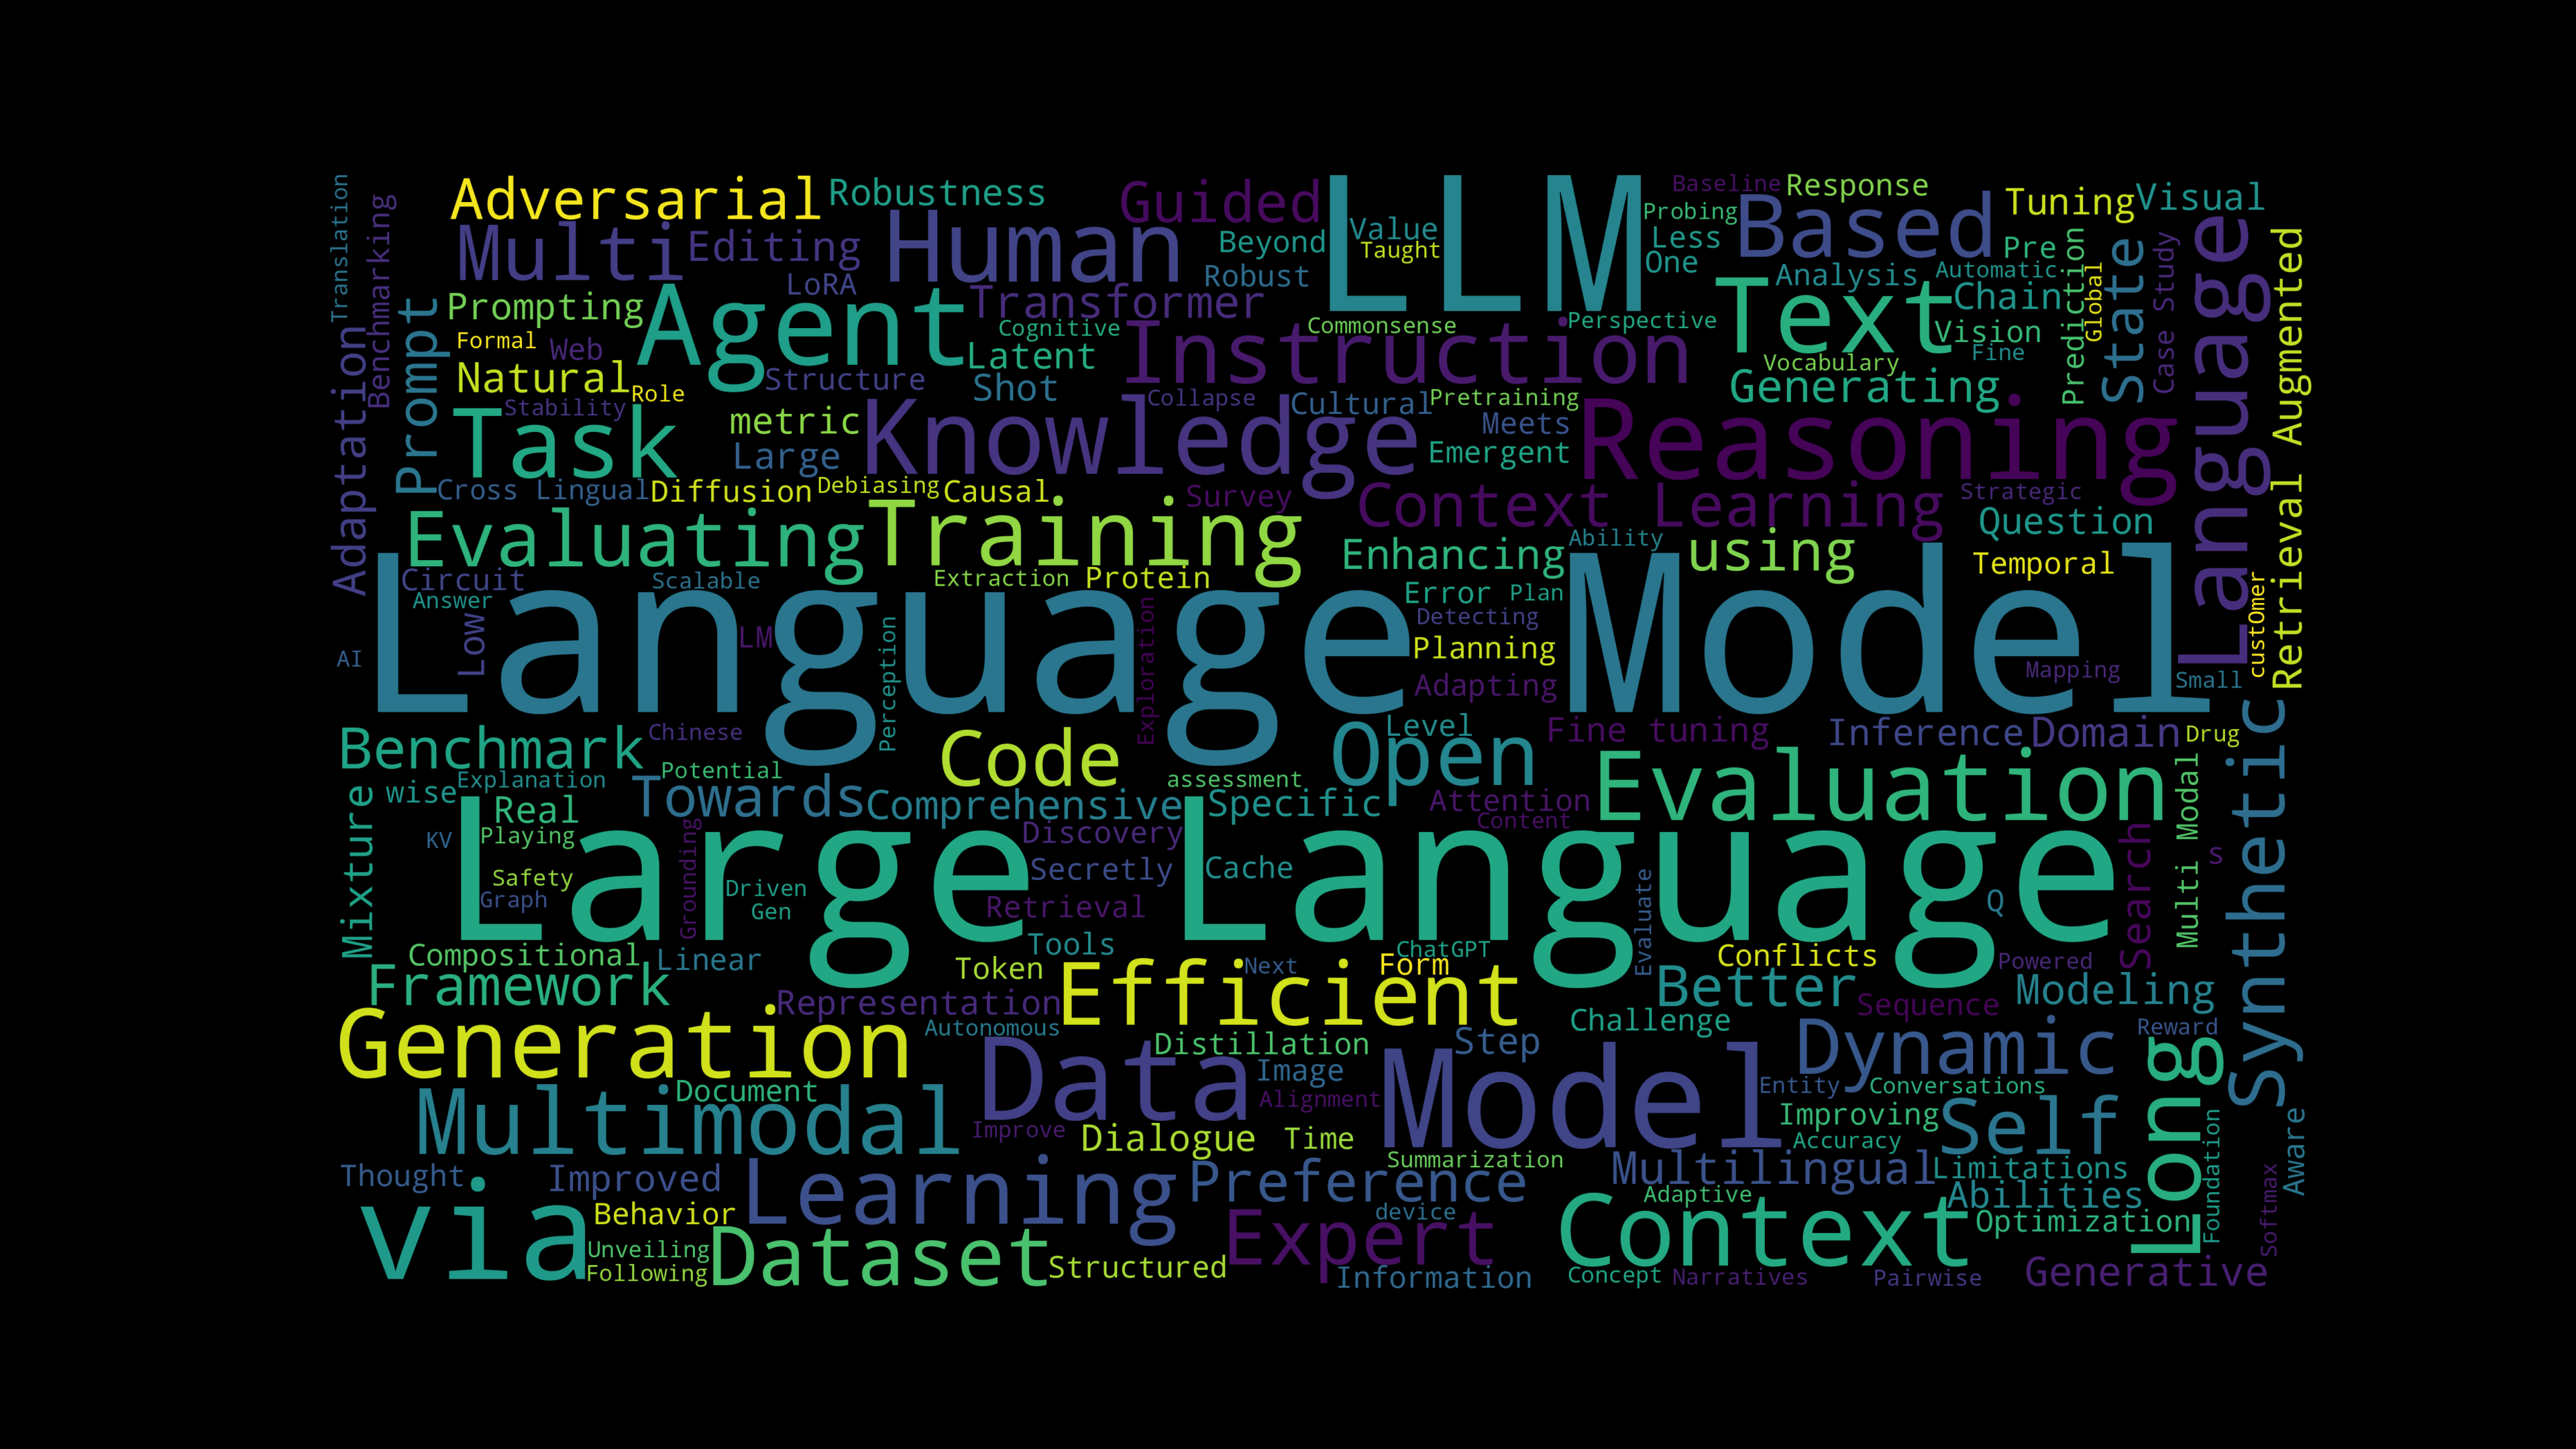 Adversarial
Robustness
Guided
LLM
Baseline
Response
Tuning
Visual
Translation
Benchmarking
Multi
Editing
Human
Beyond
Value
Taught
Probing
Less
One
Based
Pre
Prediction
Global
State
Case Study
Language
Retrieval Augmented
LoRA
Robust
Analysis
Automatic
Chain
Prompting
Agent
Transformer
Cognitive
Latent
Instruction
Commonsense
Perspective
Text
Vision
Fine
Vocabulary
Generating
Adaptation
Prompt
Formal
Web
Natural
Role
Structure
Shot
Collapse
Cultural
Pretraining
Stability
Task
metric
Large
Knowledge
Meets
Emergent
Reasoning
Cross Lingual
Diffusion
Debiasing
Causal
Survey
Context Learning
Strategic
Question
Evaluating
Training
Enhancing
Ability
using
Temporal
Circuit
Scalable
Extraction
Protein
Error
Plan
Answer
Language Model
Low
LM
Perception
Exploration
Detecting
Planning
Adapting
AI
Mapping
Small
custOmer
Benchmark
Chinese
Code
Open
Level
Fine tuning
Inference
Domain
Drug
Synthetic
Potential
assessment
Explanation
wise
Towards
Comprehensive
Specific
Attention
Content
Evaluation
Multi Modal
Mixture
Real
Playing
KV
Grounding
Discovery
Secretly
Cache
Large Language
Search
s
Safety
Graph
Driven
Gen
Retrieval
Evaluate
Q
Compositional
Linear
Tools
Token
Next
ChatGPT
Form
Conflicts
Powered
Framework
Representation
Efficient
Better
Sequence
Modeling
Generation
Autonomous
Distillation
Step
Challenge
Dynamic
Reward
Long
Data
Image
Model
Entity
Conversations
Multimodal
Document
Alignment
Improve
Dialogue
Time
Improving
Accuracy
Self
Foundation
Aware
Summarization
Thought
Improved
Learning
Preference
Multilingual
Limitations
Abilities
Softmax
via
Behavior
device
Adaptive
Context
Optimization
Unveiling
Following
Dataset
Structured
Expert
Information
Concept
Narratives
Pairwise
Generative